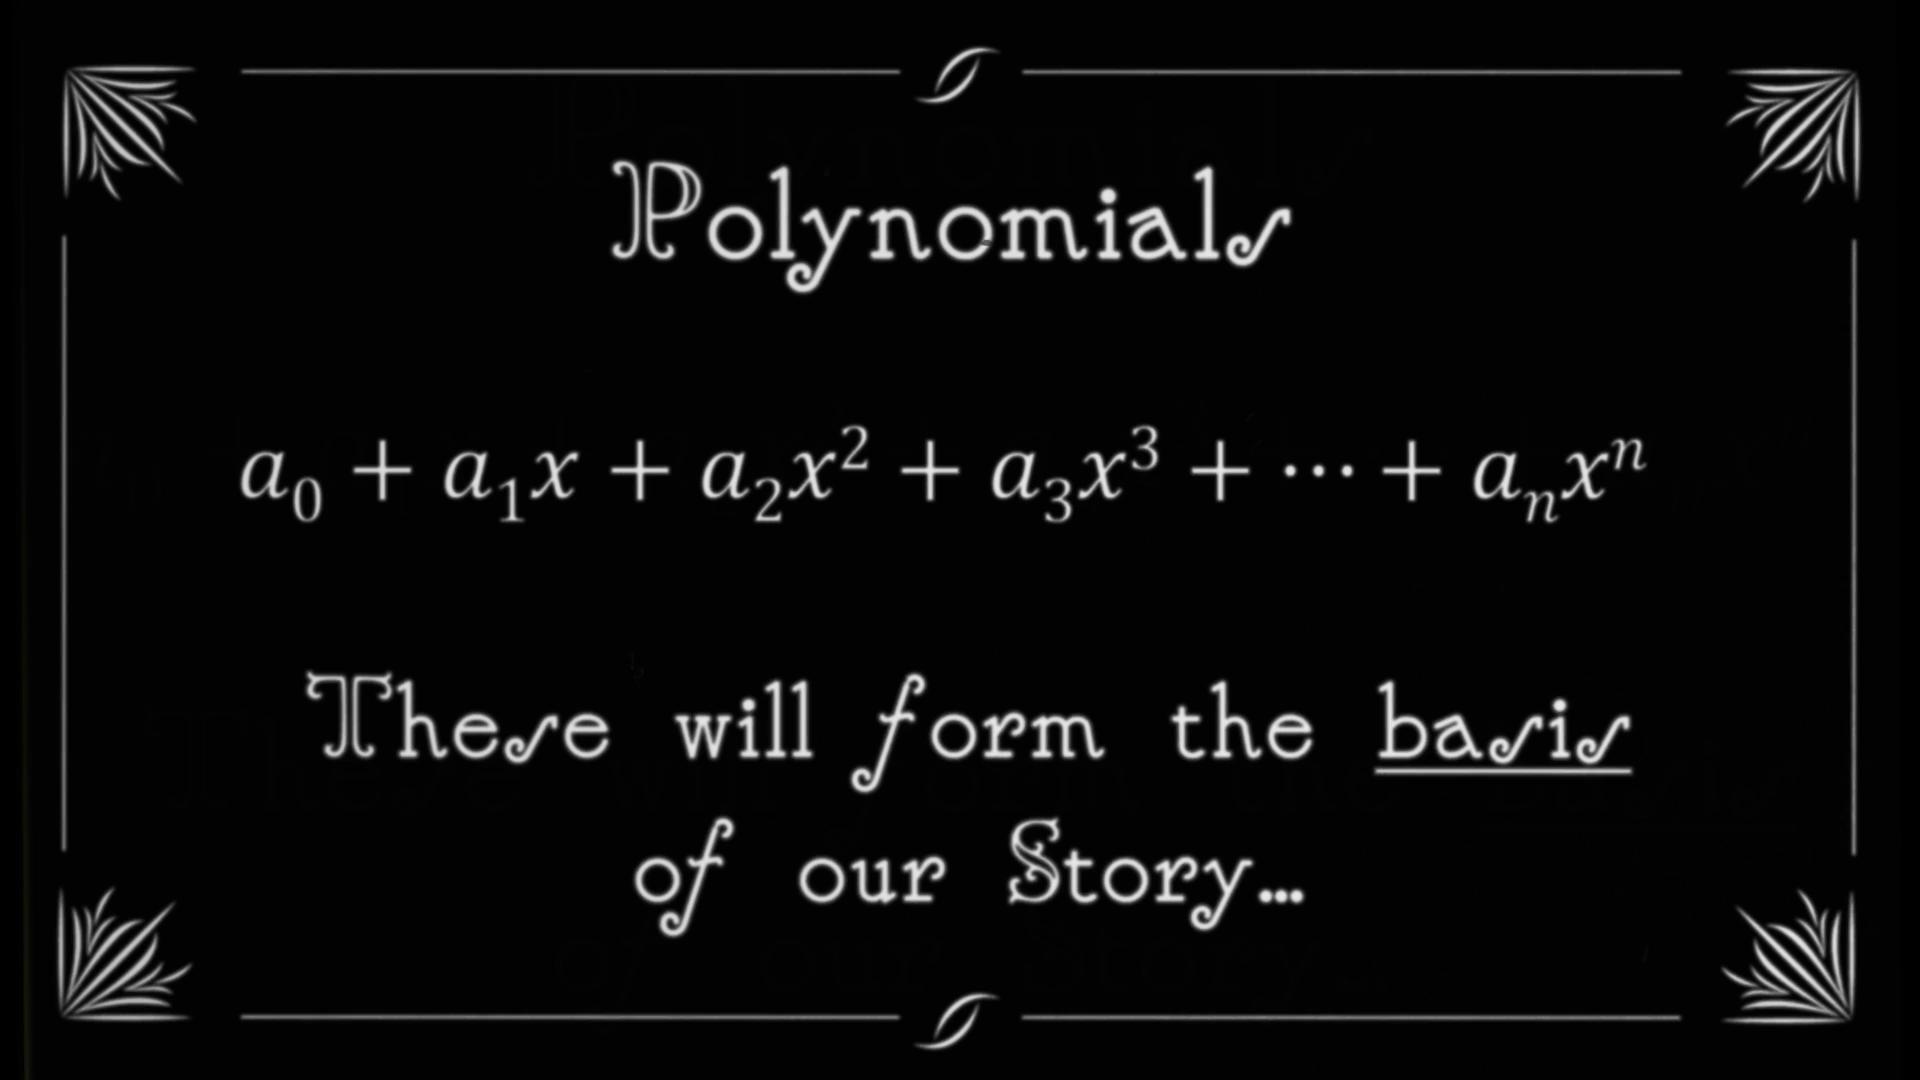 Polynomials
a₀ + a₁x + a₂x² + a₃x³ + ⋯ + aₙxⁿ
These will form the basis
of our Story...